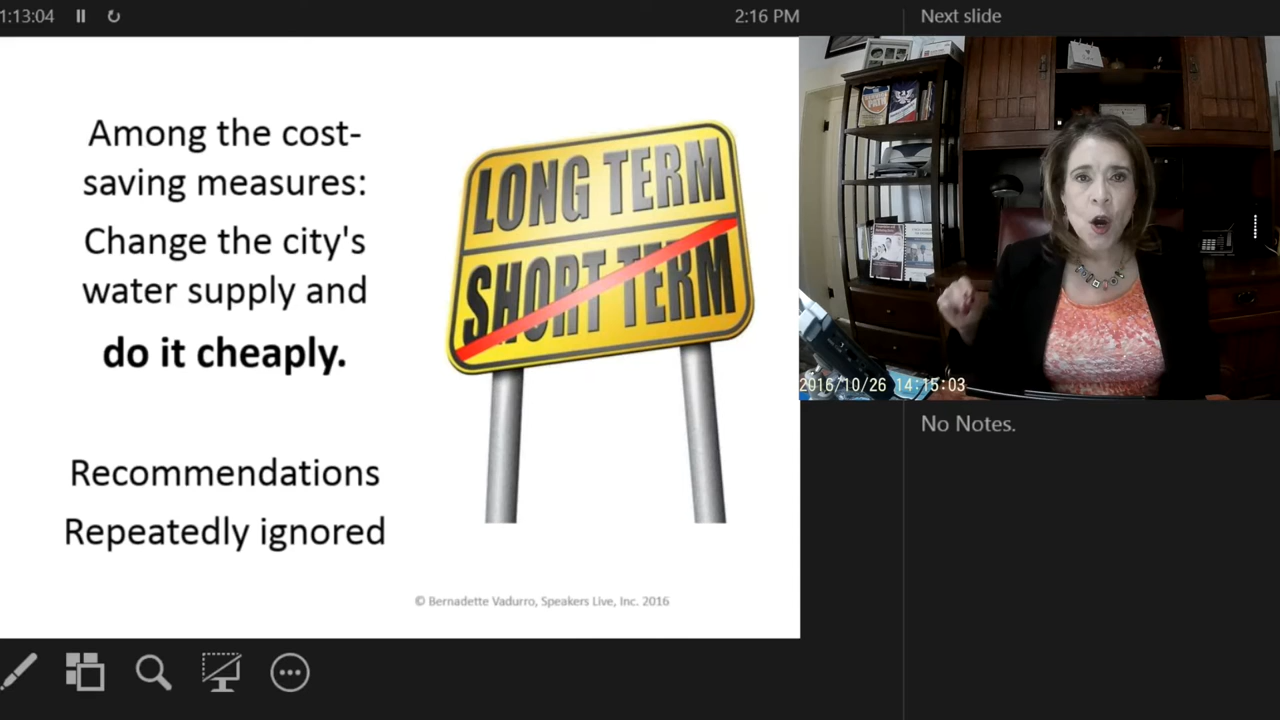 1:13:04
2:16 PM
Next slide
Among the cost-
saving measures:
Change the city's
water supply and
do it cheaply.
Recommendations
Repeatedly ignored
LONG TERM
SHORT TERM
© Bernadette Vadurro, Speakers Live, Inc. 2016
2016/10/26 14:15:03
No Notes.